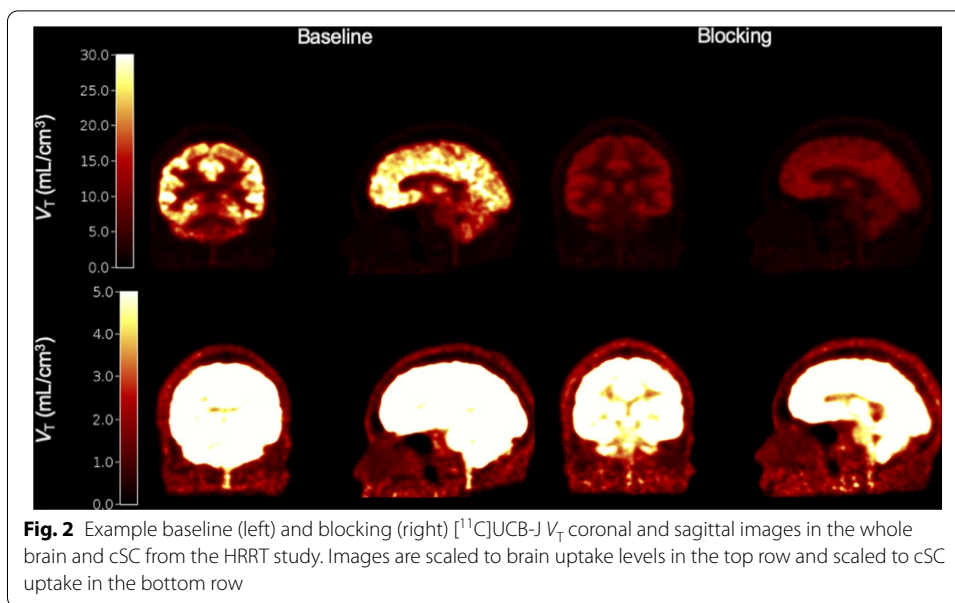 Baseline
Blocking
30.0
25.0
20.0
15.0
10.0
5.0
0.0
V_T (mL/cm³)
5.0
4.0
3.0
2.0
1.0
0.0
V_T (mL/cm³)
Fig. 2 Example baseline (left) and blocking (right) [¹¹C]UCB-J V_T coronal and sagittal images in the whole
brain and cSC from the HRRT study. Images are scaled to brain uptake levels in the top row and scaled to cSC
uptake in the bottom row